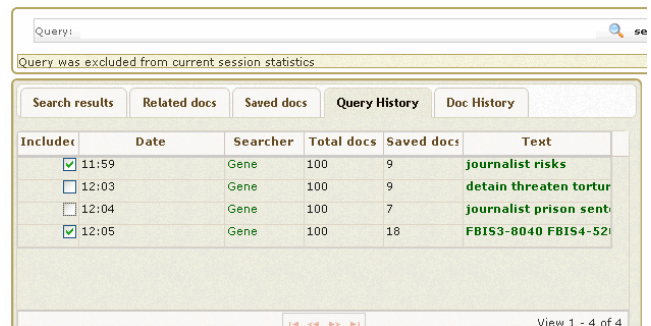 Query: se
Query was excluded from current session statistics
Search results Related docs Saved docs Query History Doc History
Included Date Searcher Total docs Saved docs Text
11:59 Gene 100 9 journalist risks
12:03 Gene 100 9 detain threaten tortur
12:04 Gene 100 7 journalist prison sent
12:05 Gene 100 18 FBIS3-8040 FBIS4-52
View 1 - 4 of 4